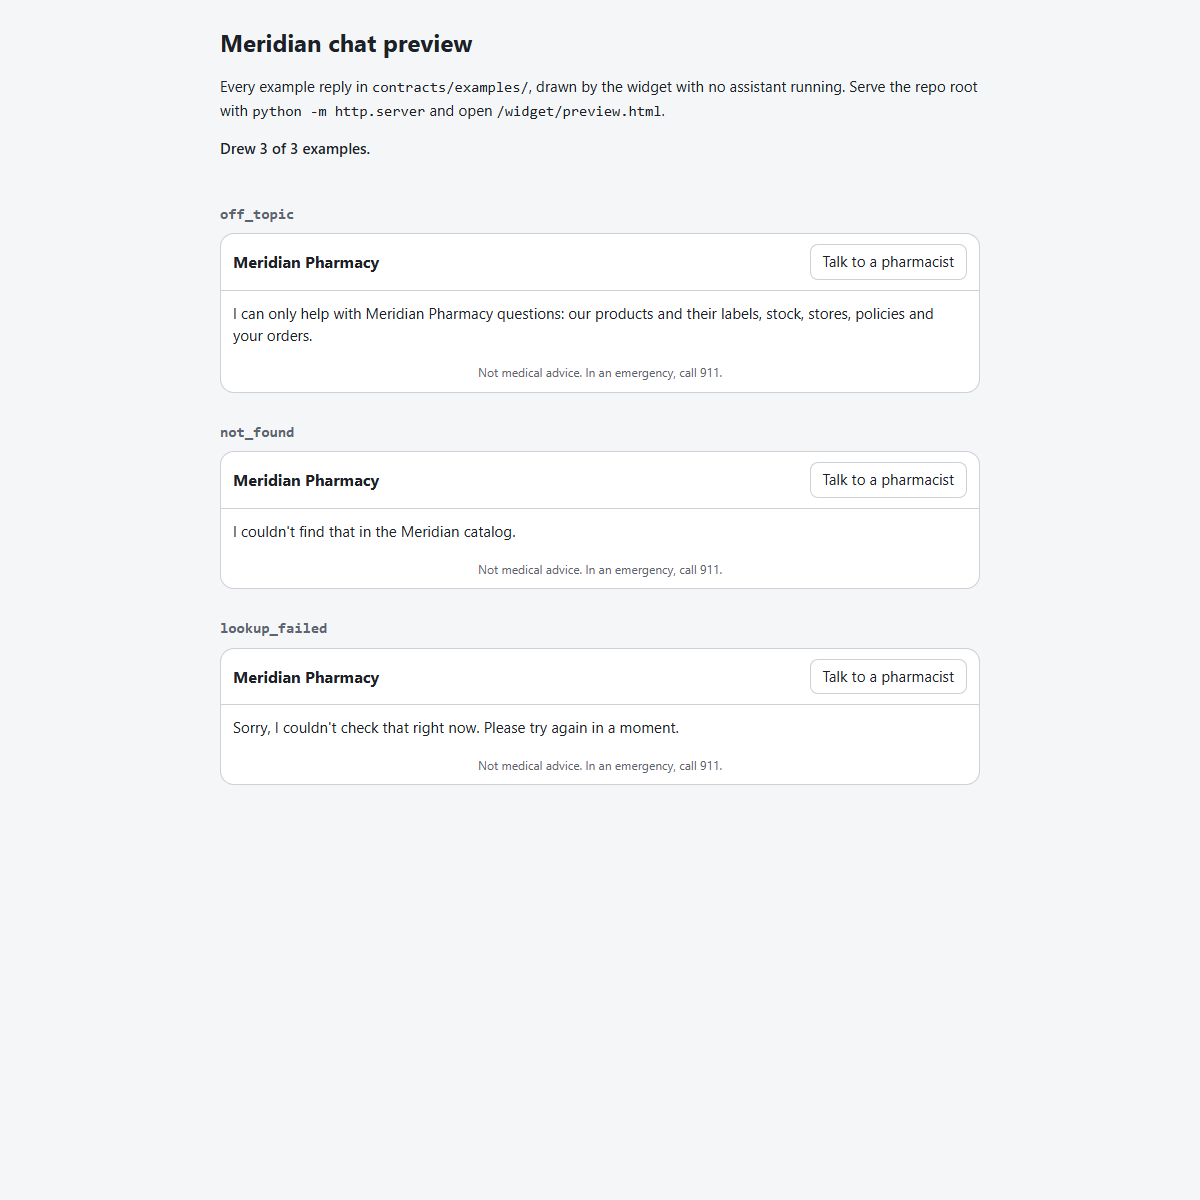 Meridian chat preview
Every example reply in contracts/examples/, drawn by the widget with no assistant running. Serve the repo root
with python -m http.server and open /widget/preview.html.
Drew 3 of 3 examples.
off_topic
Meridian Pharmacy
Talk to a pharmacist
I can only help with Meridian Pharmacy questions: our products and their labels, stock, stores, policies and
your orders.
Not medical advice. In an emergency, call 911.
not_found
Meridian Pharmacy
Talk to a pharmacist
I couldn't find that in the Meridian catalog.
Not medical advice. In an emergency, call 911.
lookup_failed
Meridian Pharmacy
Talk to a pharmacist
Sorry, I couldn't check that right now. Please try again in a moment.
Not medical advice. In an emergency, call 911.